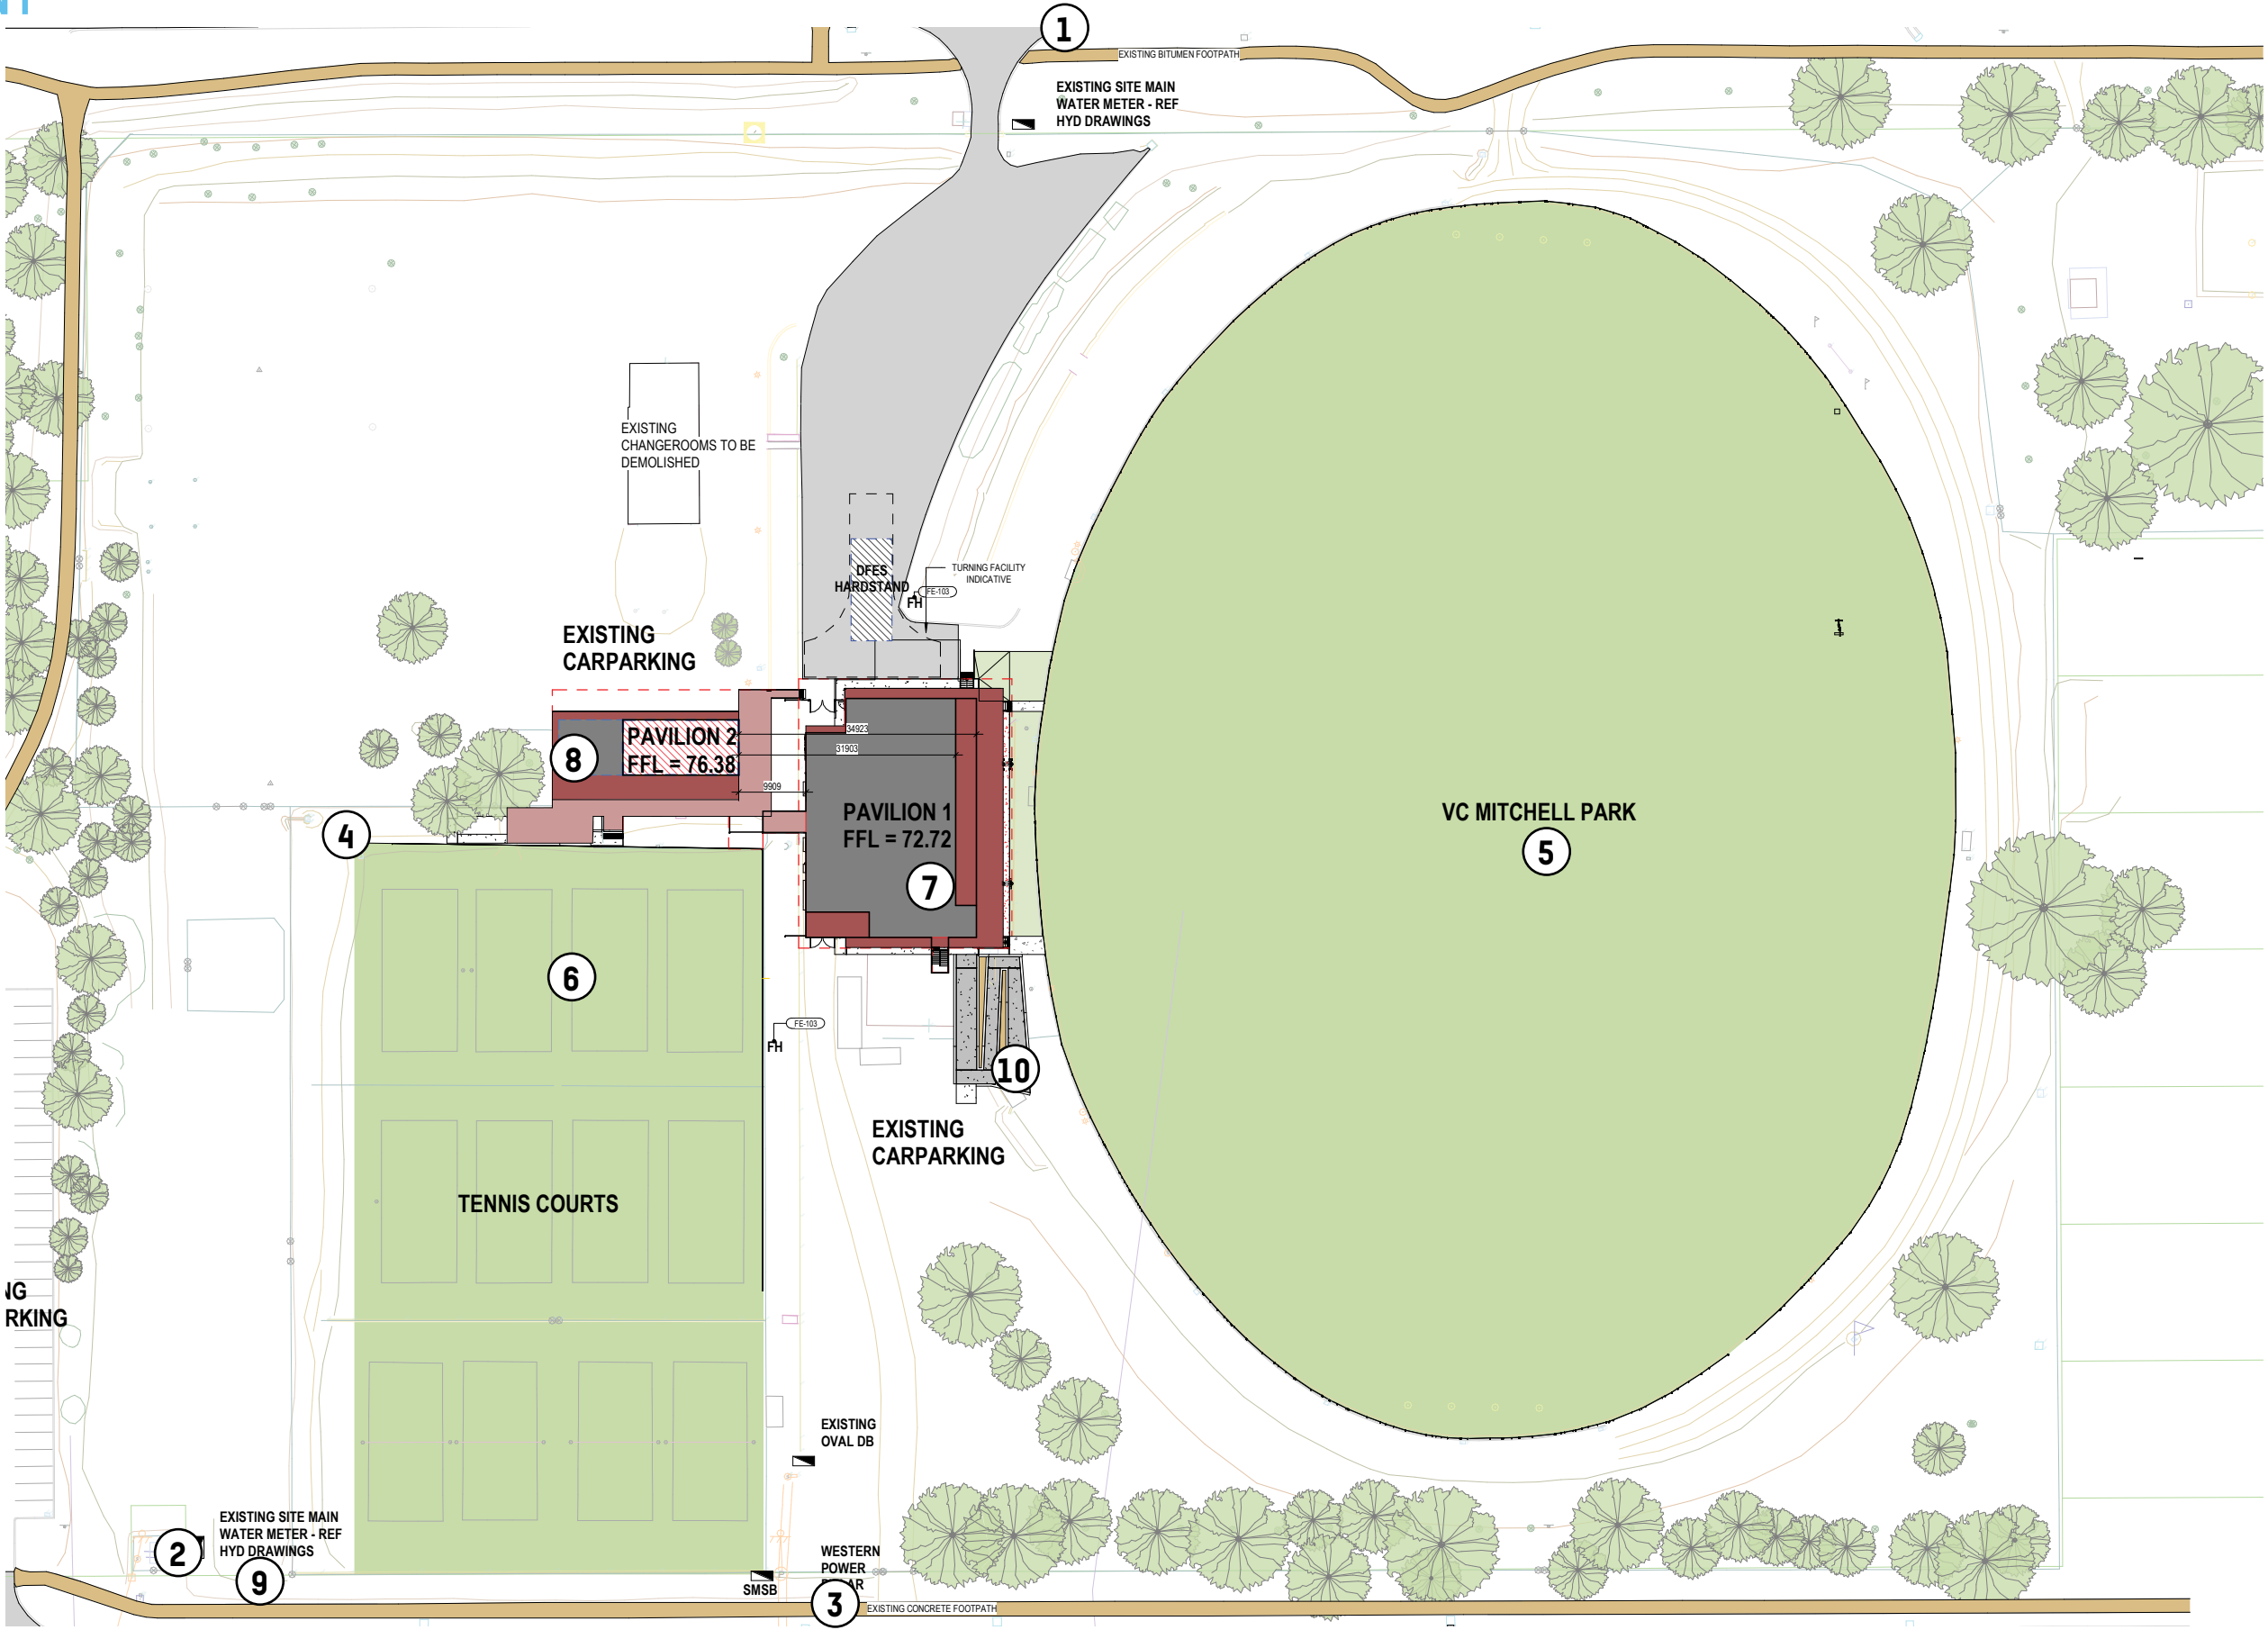 1
EXISTING BITUMEN FOOTPATH
EXISTING SITE MAIN
WATER METER - REF
HYD DRAWINGS
EXISTING
CHANGEROOMS TO BE
DEMOLISHED
DFES
HARDSTAND
TURNING FACILITY
INDICATIVE
FE-103
FH
EXISTING
CARPARKING
PAVILION 2
FFL = 76.38
8
34923
31903
9909
PAVILION 1
FFL = 72.72
7
VC MITCHELL PARK
5
4
6
FE-103
FH
10
EXISTING
CARPARKING
TENNIS COURTS
NG
RKING
EXISTING
OVAL DB
EXISTING SITE MAIN
WATER METER - REF
HYD DRAWINGS
2
9
WESTERN
POWER
SMSB
3
EXISTING CONCRETE FOOTPATH